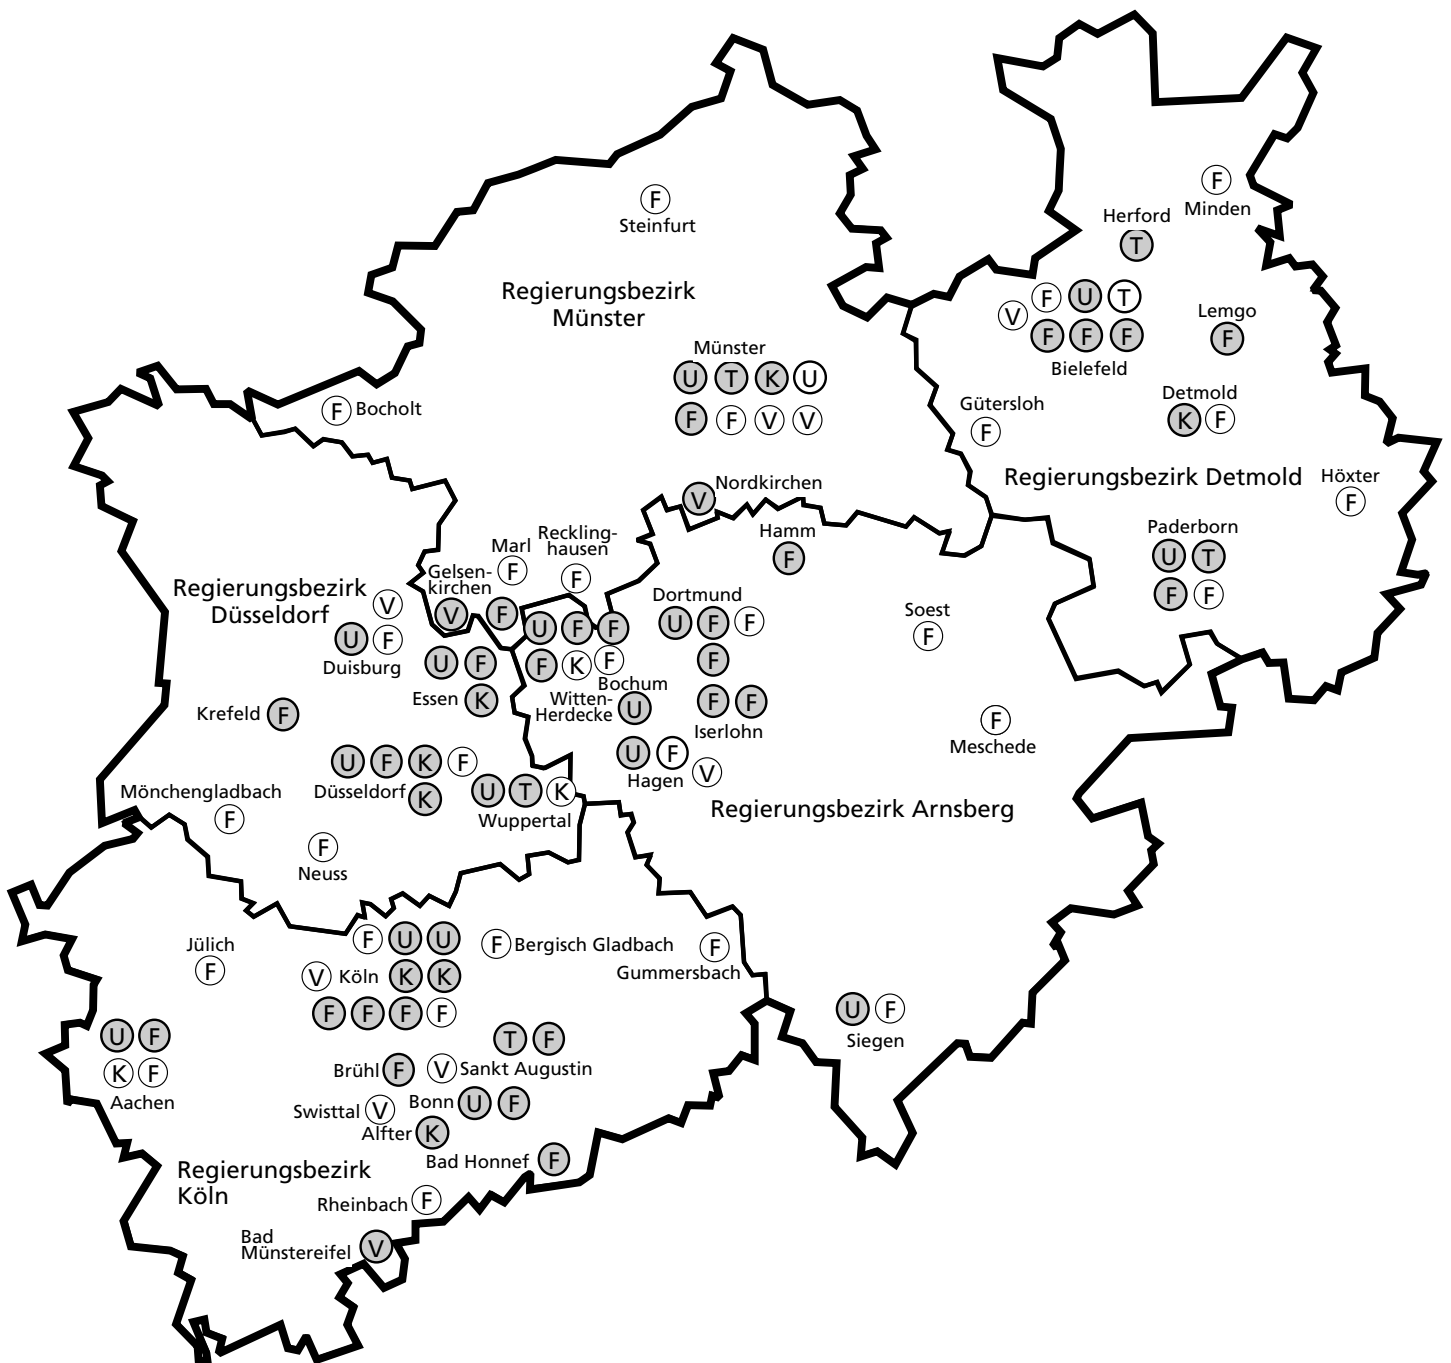 F
Steinfurt
F
Minden
Herford
T
Regierungsbezirk
Münster
V F U T
F F F
Bielefeld
Lemgo
F
Münster
U T K U
F F V V
F Bocholt
Gütersloh
F
Detmold
K F
Regierungsbezirk Detmold
Höxter
F
V Nordkirchen
Hamm
F
Paderborn
U T
F F
Marl
F
Reckling-
hausen
F
Gelsen-
kirchen
V F
Regierungsbezirk
Düsseldorf
V
U F
Duisburg
U F F
F K F
Bochum
Dortmund
U F F
F
Soest
F
U F
Essen K
Witten-
Herdecke U
F F
Iserlohn
Krefeld F
F
Meschede
U F V
Hagen
U F K F
Düsseldorf K
U T K
Wuppertal
Regierungsbezirk Arnsberg
Mönchengladbach
F
F
Neuss
Jülich
F
F U U
V Köln K K
F F F F
F Bergisch Gladbach
F
Gummersbach
U F
Siegen
U F
K F
Aachen
T F
V Sankt Augustin
Brühl F
Swisttal V
Bonn U F
Alfter K
Bad Honnef F
Regierungsbezirk
Köln
Rheinbach F
Bad
Münstereifel V